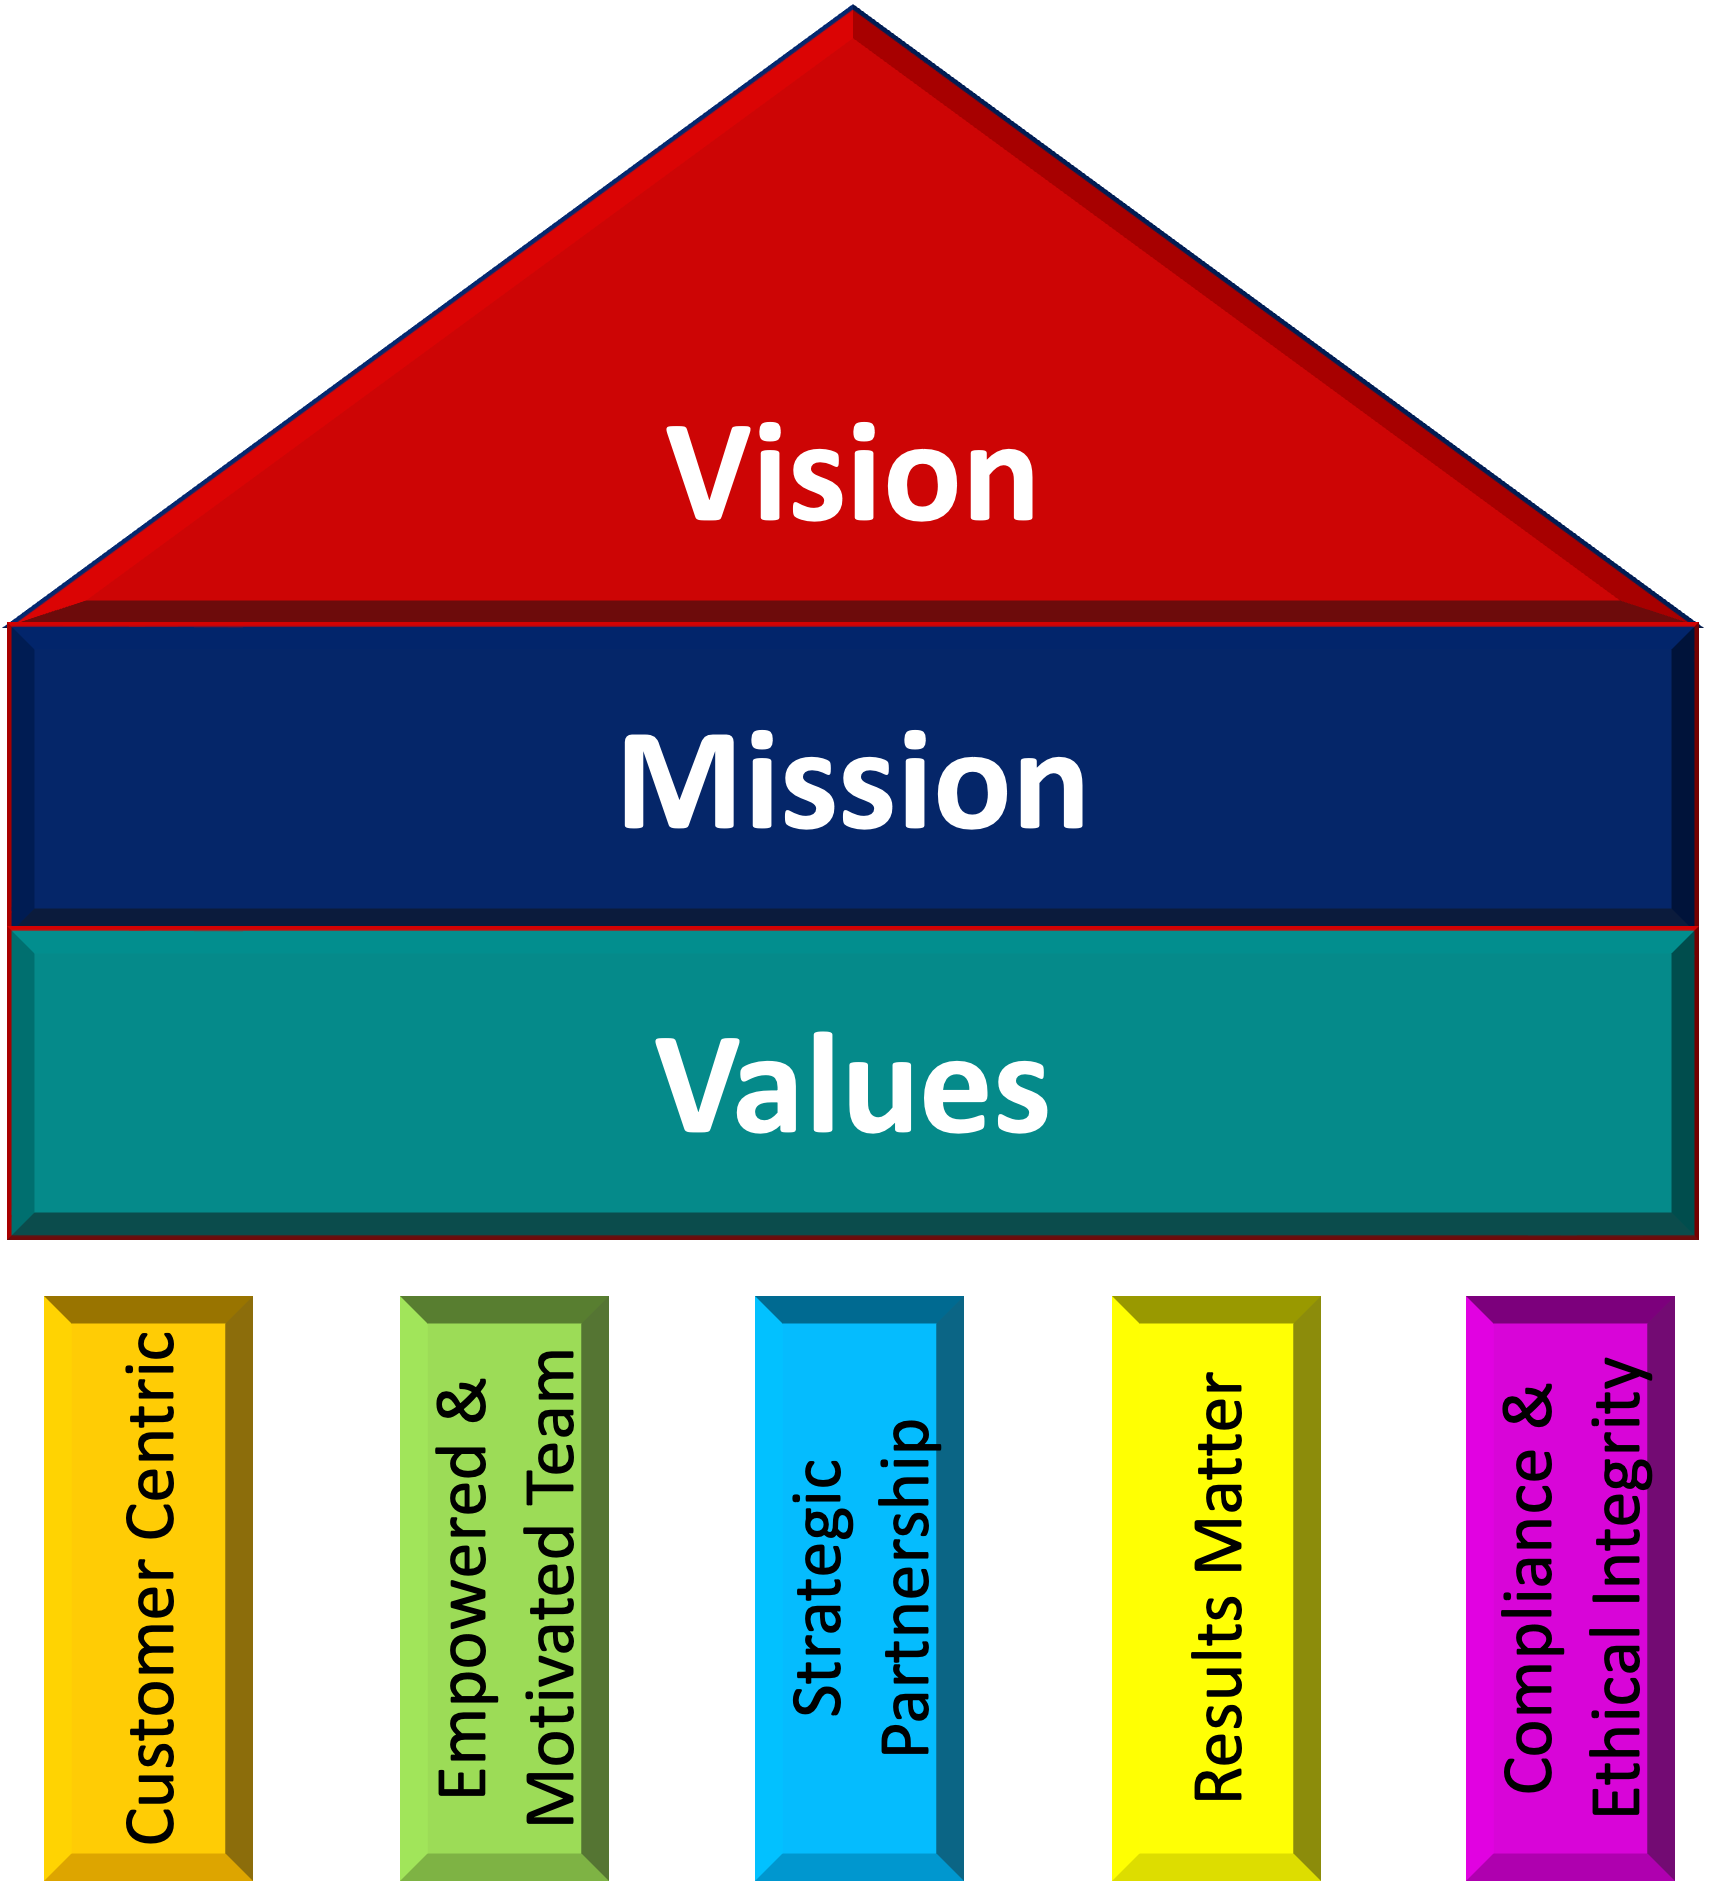 Vision
Mission
Values
Customer Centric
Empowered &
Motivated Team
Strategic
Partnership
Results Matter
Compliance &
Ethical Integrity